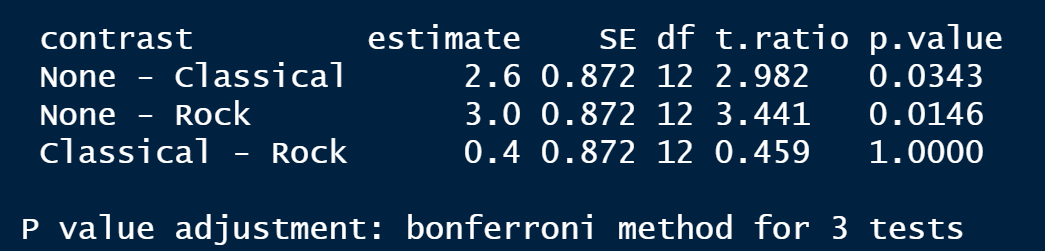 contrast estimate SE df t.ratio p.value
None - Classical 2.6 0.872 12 2.982 0.0343
None - Rock 3.0 0.872 12 3.441 0.0146
Classical - Rock 0.4 0.872 12 0.459 1.0000
P value adjustment: bonferroni method for 3 tests